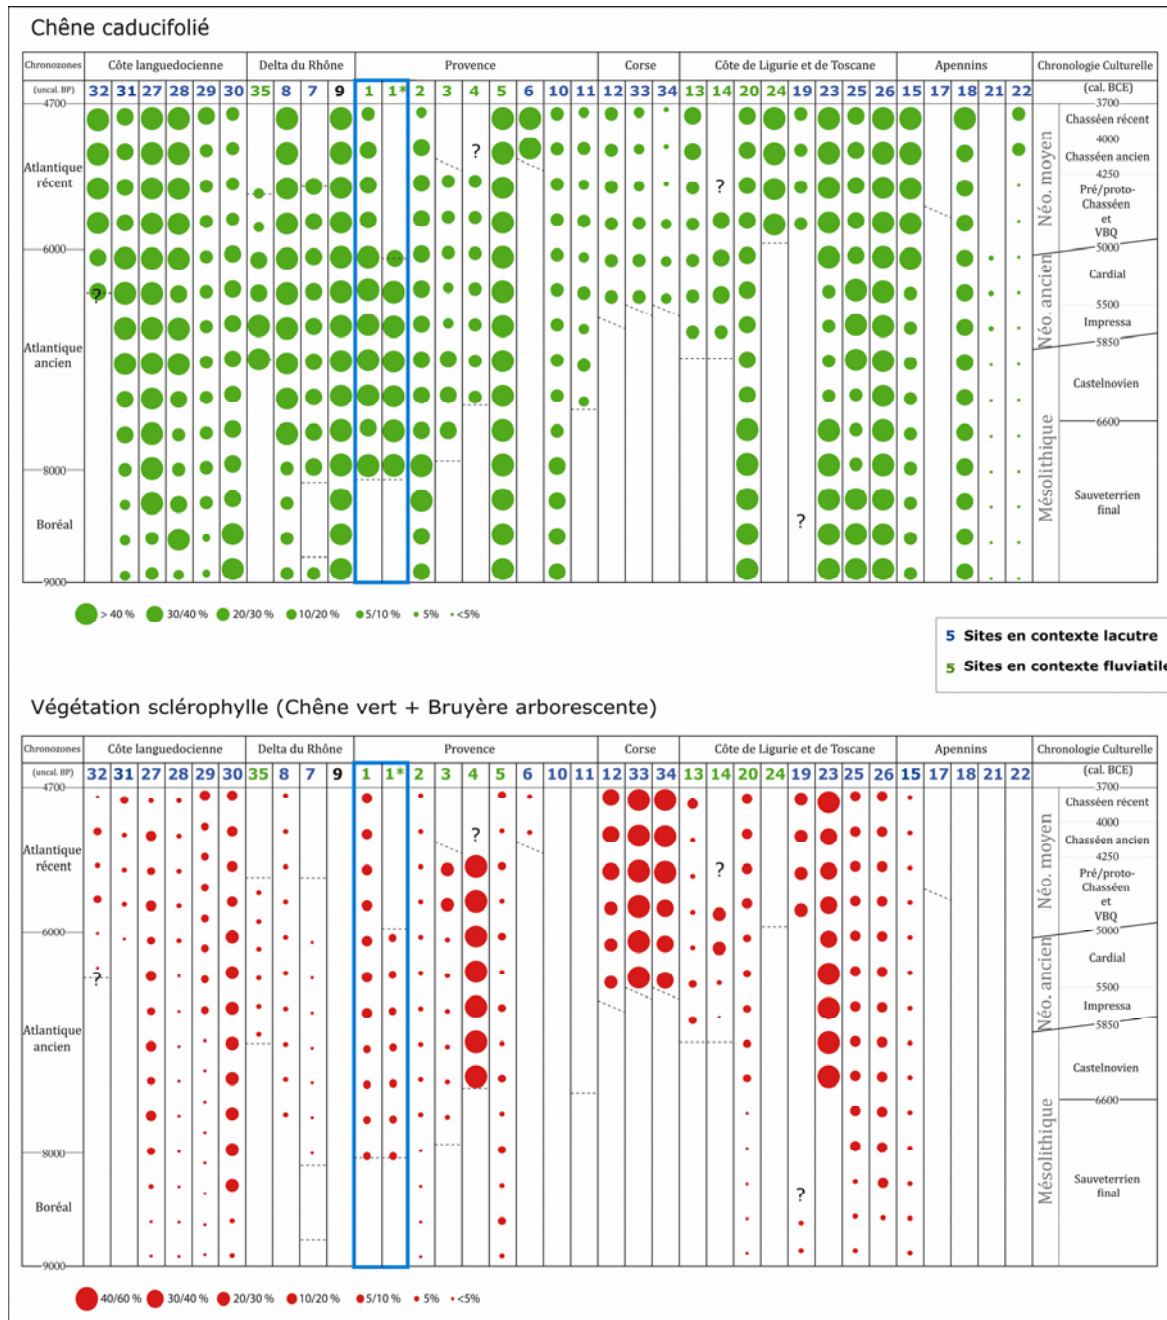 Chêne caducifolié
Chronozones Côte languedocienne Delta du Rhône Provence Corse Côte de Ligurie et de Toscane Apennins Chronologie Culturelle
(uncal. BP) 32 31 27 28 29 30 35 8 7 9 1 1* 2 3 4 5 6 10 11 12 33 34 13 14 20 24 19 23 25 26 15 17 18 21 22 (cal. BCE)
4700 3700
Chasséen récent
4000
? Chasséen ancien
Atlantique récent
4250
? Pré/proto-Chasséen et VBQ
Néo. moyen
6000 5000
Cardial
? 5500
Néo. ancien
Impressa
Atlantique ancien
5850
Castelnovien
6600
8000
Mésolithique
Sauveterrien final
Boréal ?
9000
> 40 % 30/40 % 20/30 % 10/20 % 5/10 % 5% <5%
5 Sites en contexte lacutre
5 Sites en contexte fluviatile
Végétation sclérophylle (Chêne vert + Bruyère arborescente)
Chronozones Côte languedocienne Delta du Rhône Provence Corse Côte de Ligurie et de Toscane Apennins Chronologie Culturelle
(uncal. BP) 32 31 27 28 29 30 35 8 7 9 1 1* 2 3 4 5 6 10 11 12 33 34 13 14 20 24 19 23 25 26 15 17 18 21 22 (cal. BCE)
4700 3700
Chasséen récent
4000
? Chasséen ancien
Atlantique récent
4250
? Pré/proto-Chasséen et VBQ
Néo. moyen
6000 5000
Cardial
? 5500
Néo. ancien
Impressa
Atlantique ancien
5850
Castelnovien
6600
8000
Mésolithique
Sauveterrien final
Boréal ?
9000
40/60 % 30/40 % 20/30 % 10/20 % 5/10 % 5% <5%